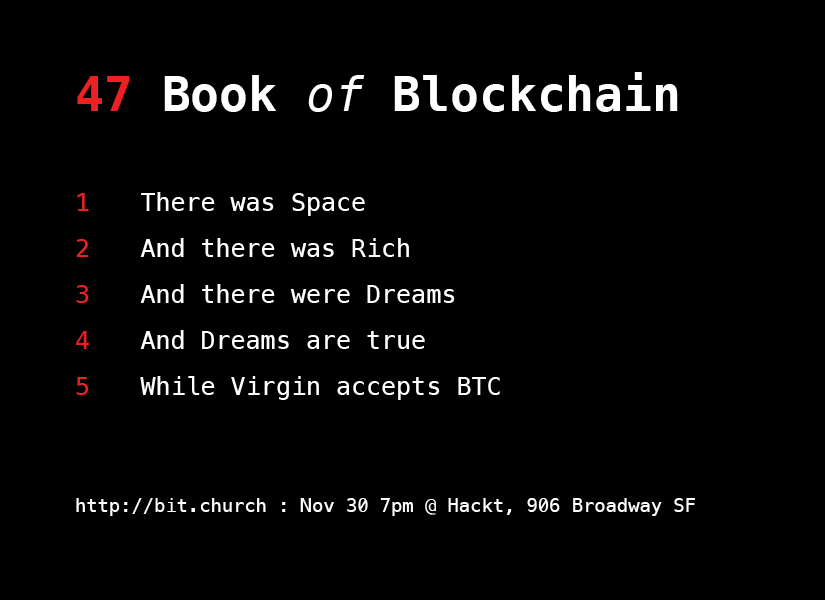 47 Book of Blockchain
1 There was Space
2 And there was Rich
3 And there were Dreams
4 And Dreams are true
5 While Virgin accepts BTC
http://bit.church : Nov 30 7pm @ Hackt, 906 Broadway SF